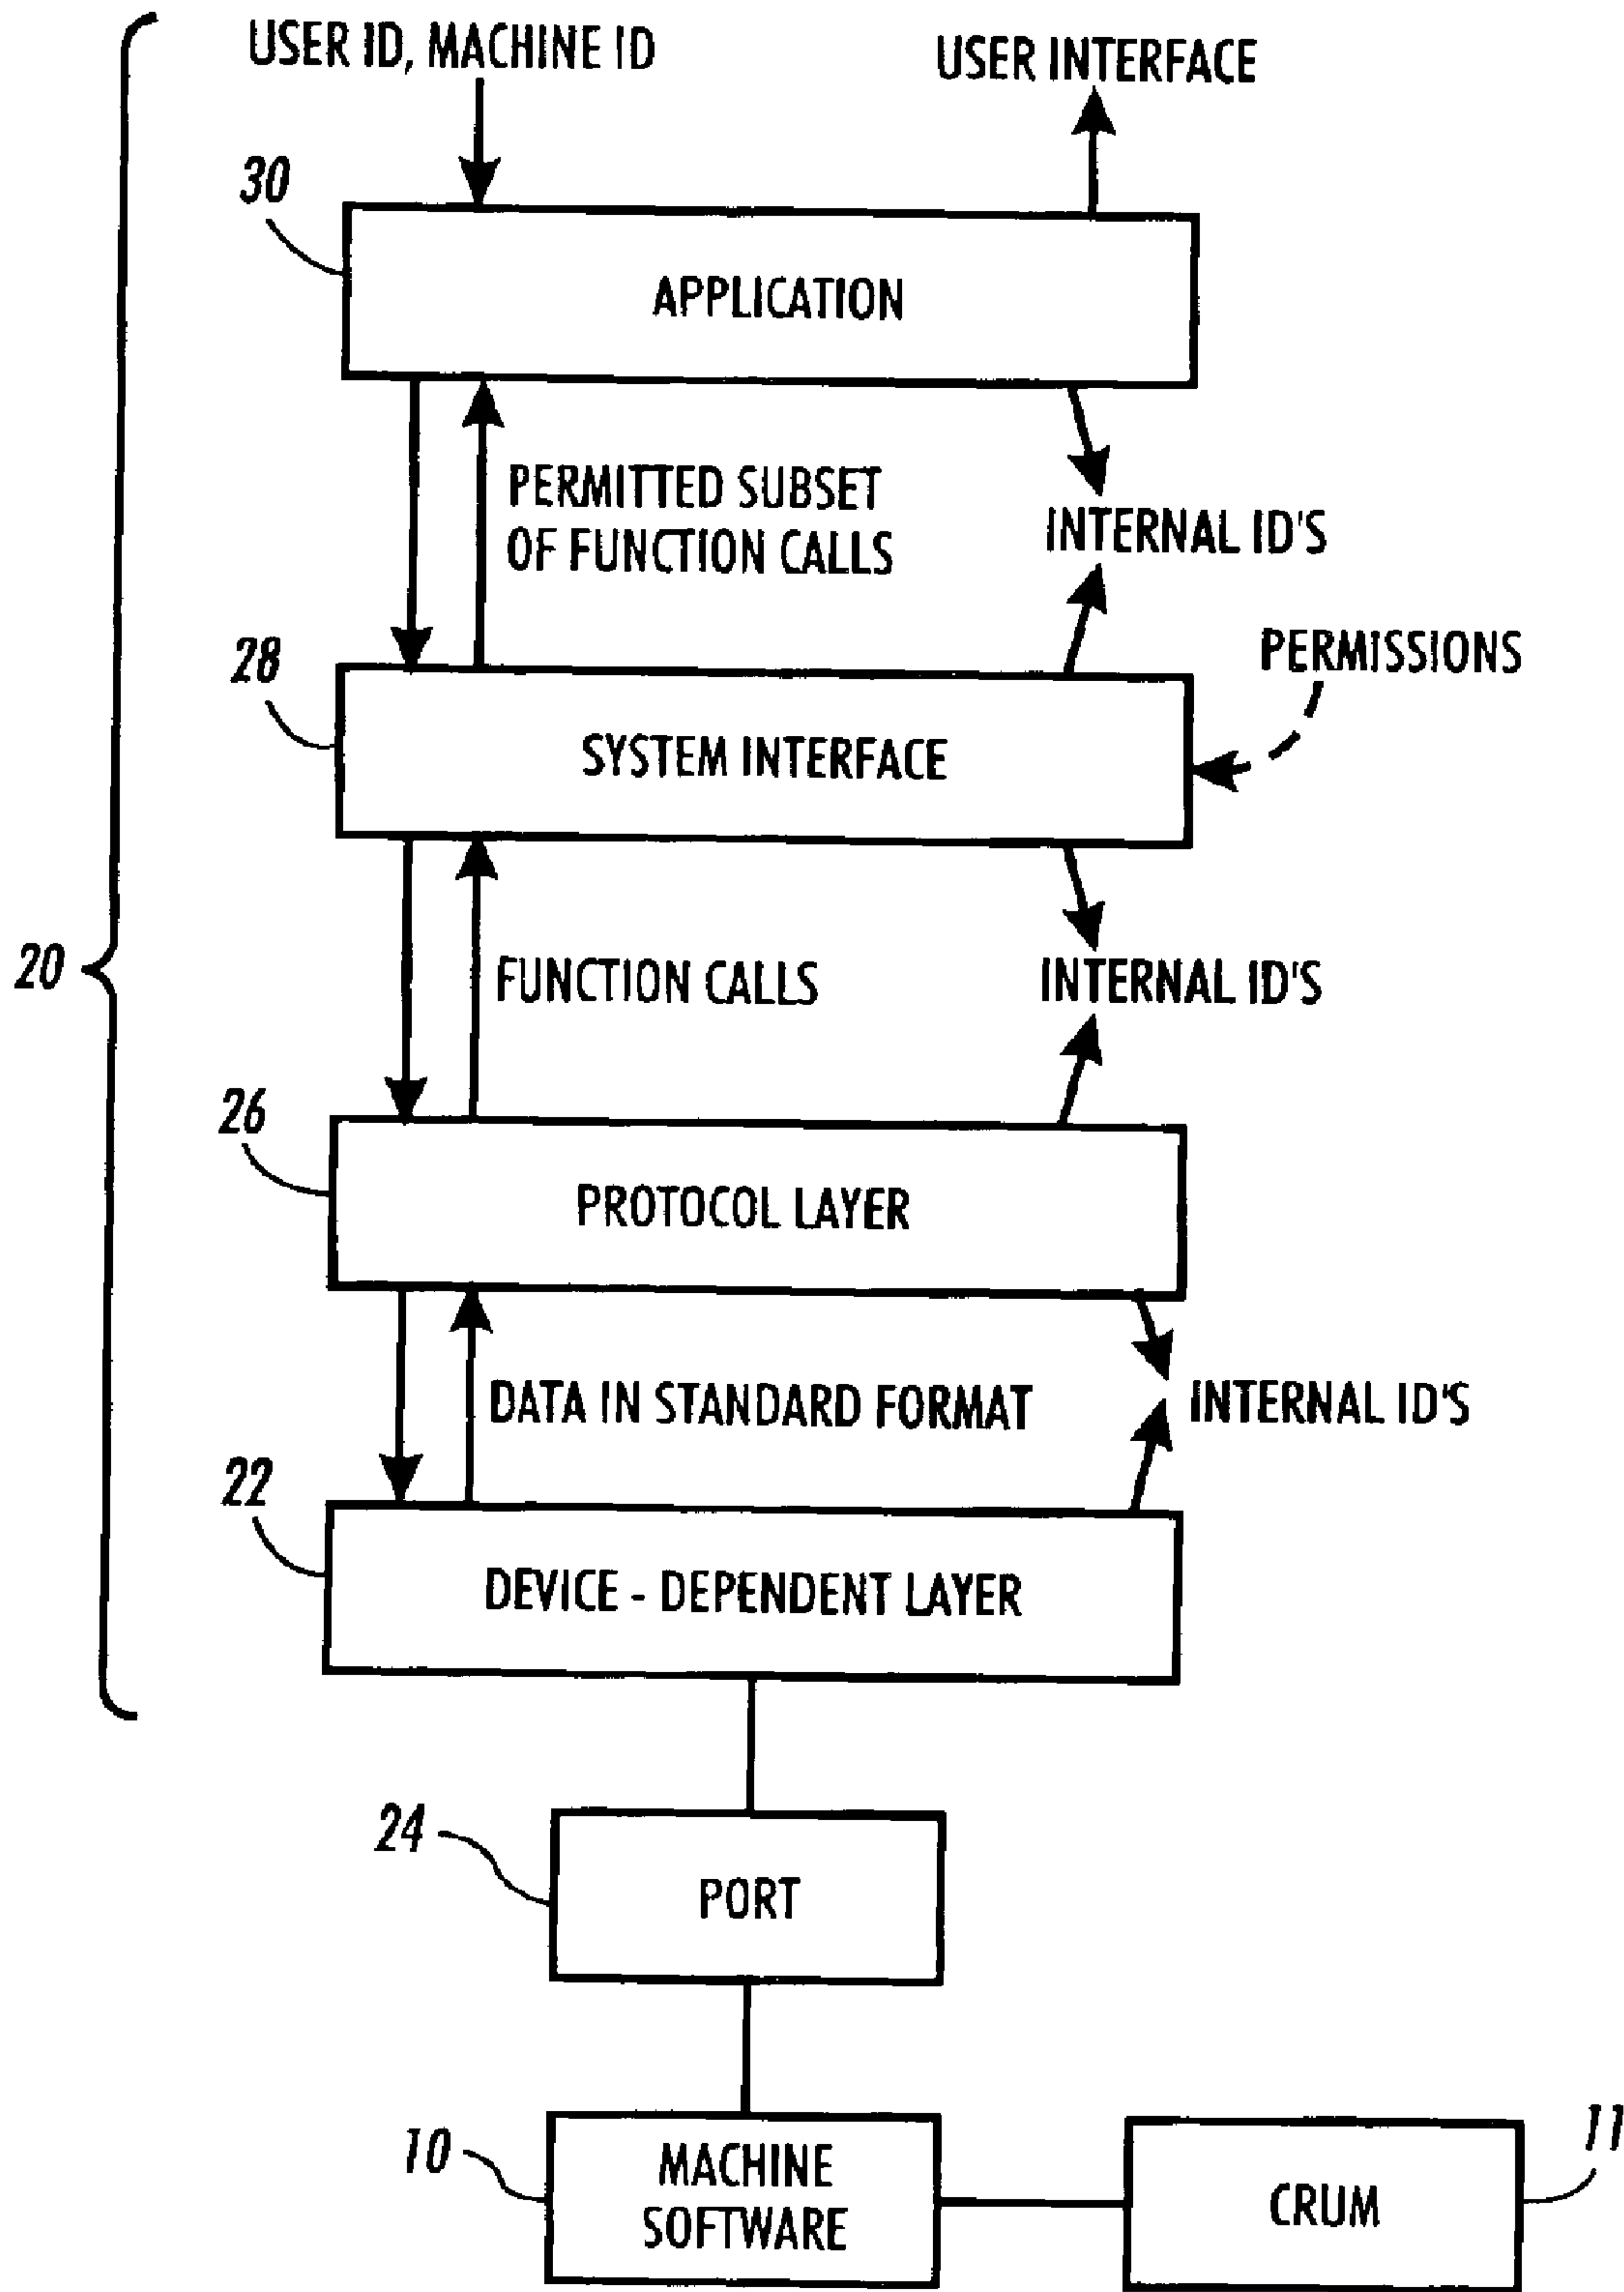 USER ID, MACHINE ID
USER INTERFACE
30
APPLICATION
PERMITTED SUBSET
OF FUNCTION CALLS
INTERNAL ID'S
PERMISSIONS
28
SYSTEM INTERFACE
20
FUNCTION CALLS
INTERNAL ID'S
26
PROTOCOL LAYER
DATA IN STANDARD FORMAT
INTERNAL ID'S
22
DEVICE - DEPENDENT LAYER
24
PORT
10
MACHINE
SOFTWARE
CRUM
11